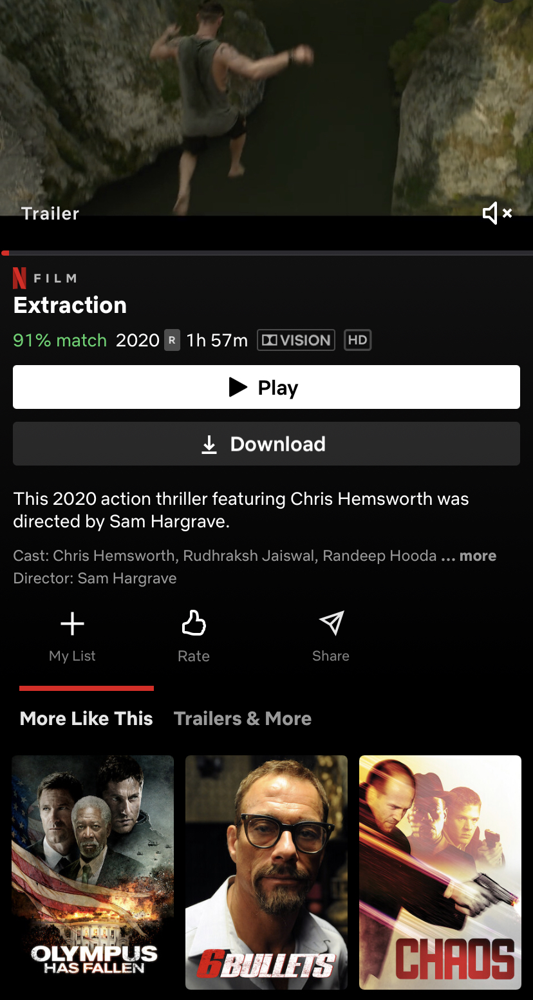 Trailer
N FILM
Extraction
91% match 2020 R 1h 57m VISION HD
Play
Download
This 2020 action thriller featuring Chris Hemsworth was
directed by Sam Hargrave.
Cast: Chris Hemsworth, Rudhraksh Jaiswal, Randeep Hooda ... more
Director: Sam Hargrave
My List Rate Share
More Like This Trailers & More
OLYMPUS
HAS FALLEN
6 BULLETS
CHAOS